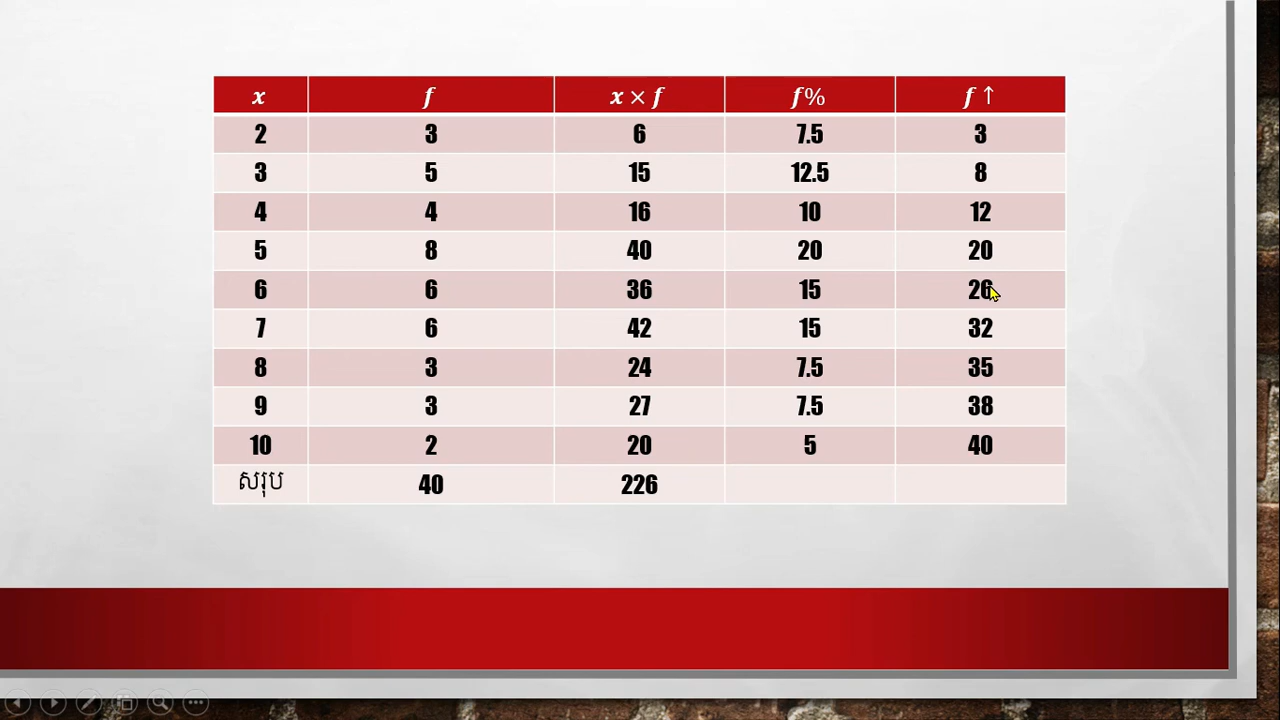 x f x × f f% f ↑
2 3 6 7.5 3
3 5 15 12.5 8
4 4 16 10 12
5 8 40 20 20
6 6 36 15 26
7 6 42 15 32
8 3 24 7.5 35
9 3 27 7.5 38
10 2 20 5 40
សរុប 40 226